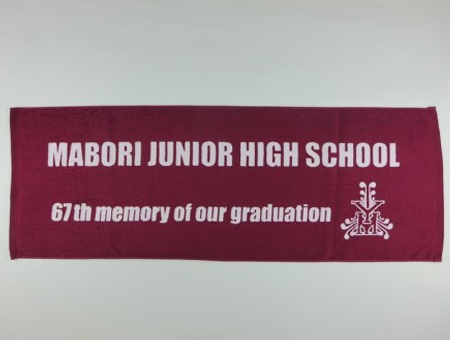 MABORI JUNIOR HIGH SCHOOL
67th memory of our graduation